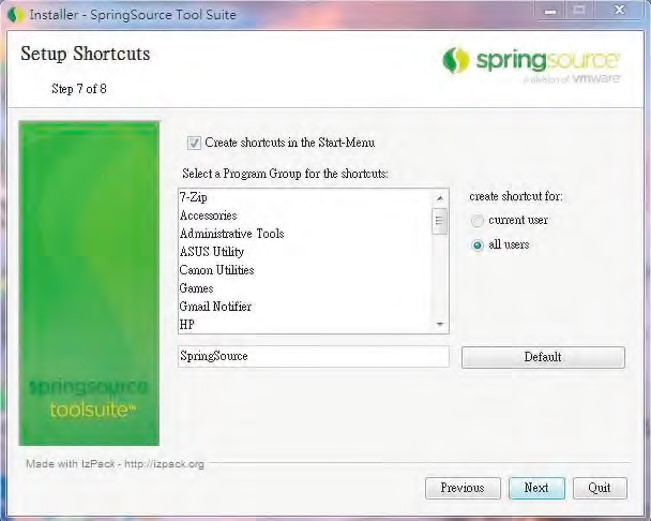 Installer - SpringSource Tool Suite
Setup Shortcuts
Step 7 of 8
springsource
a division of vmware
Create shortcuts in the Start-Menu
Select a Program Group for the shortcuts:
7-Zip
Accessories
Administrative Tools
ASUS Utility
Canon Utilities
Games
Gmail Notifier
HP
create shortcut for:
current user
all users
SpringSource
Default
springsource
toolsuite™
Made with IzPack - http://izpack.org
Previous
Next
Quit